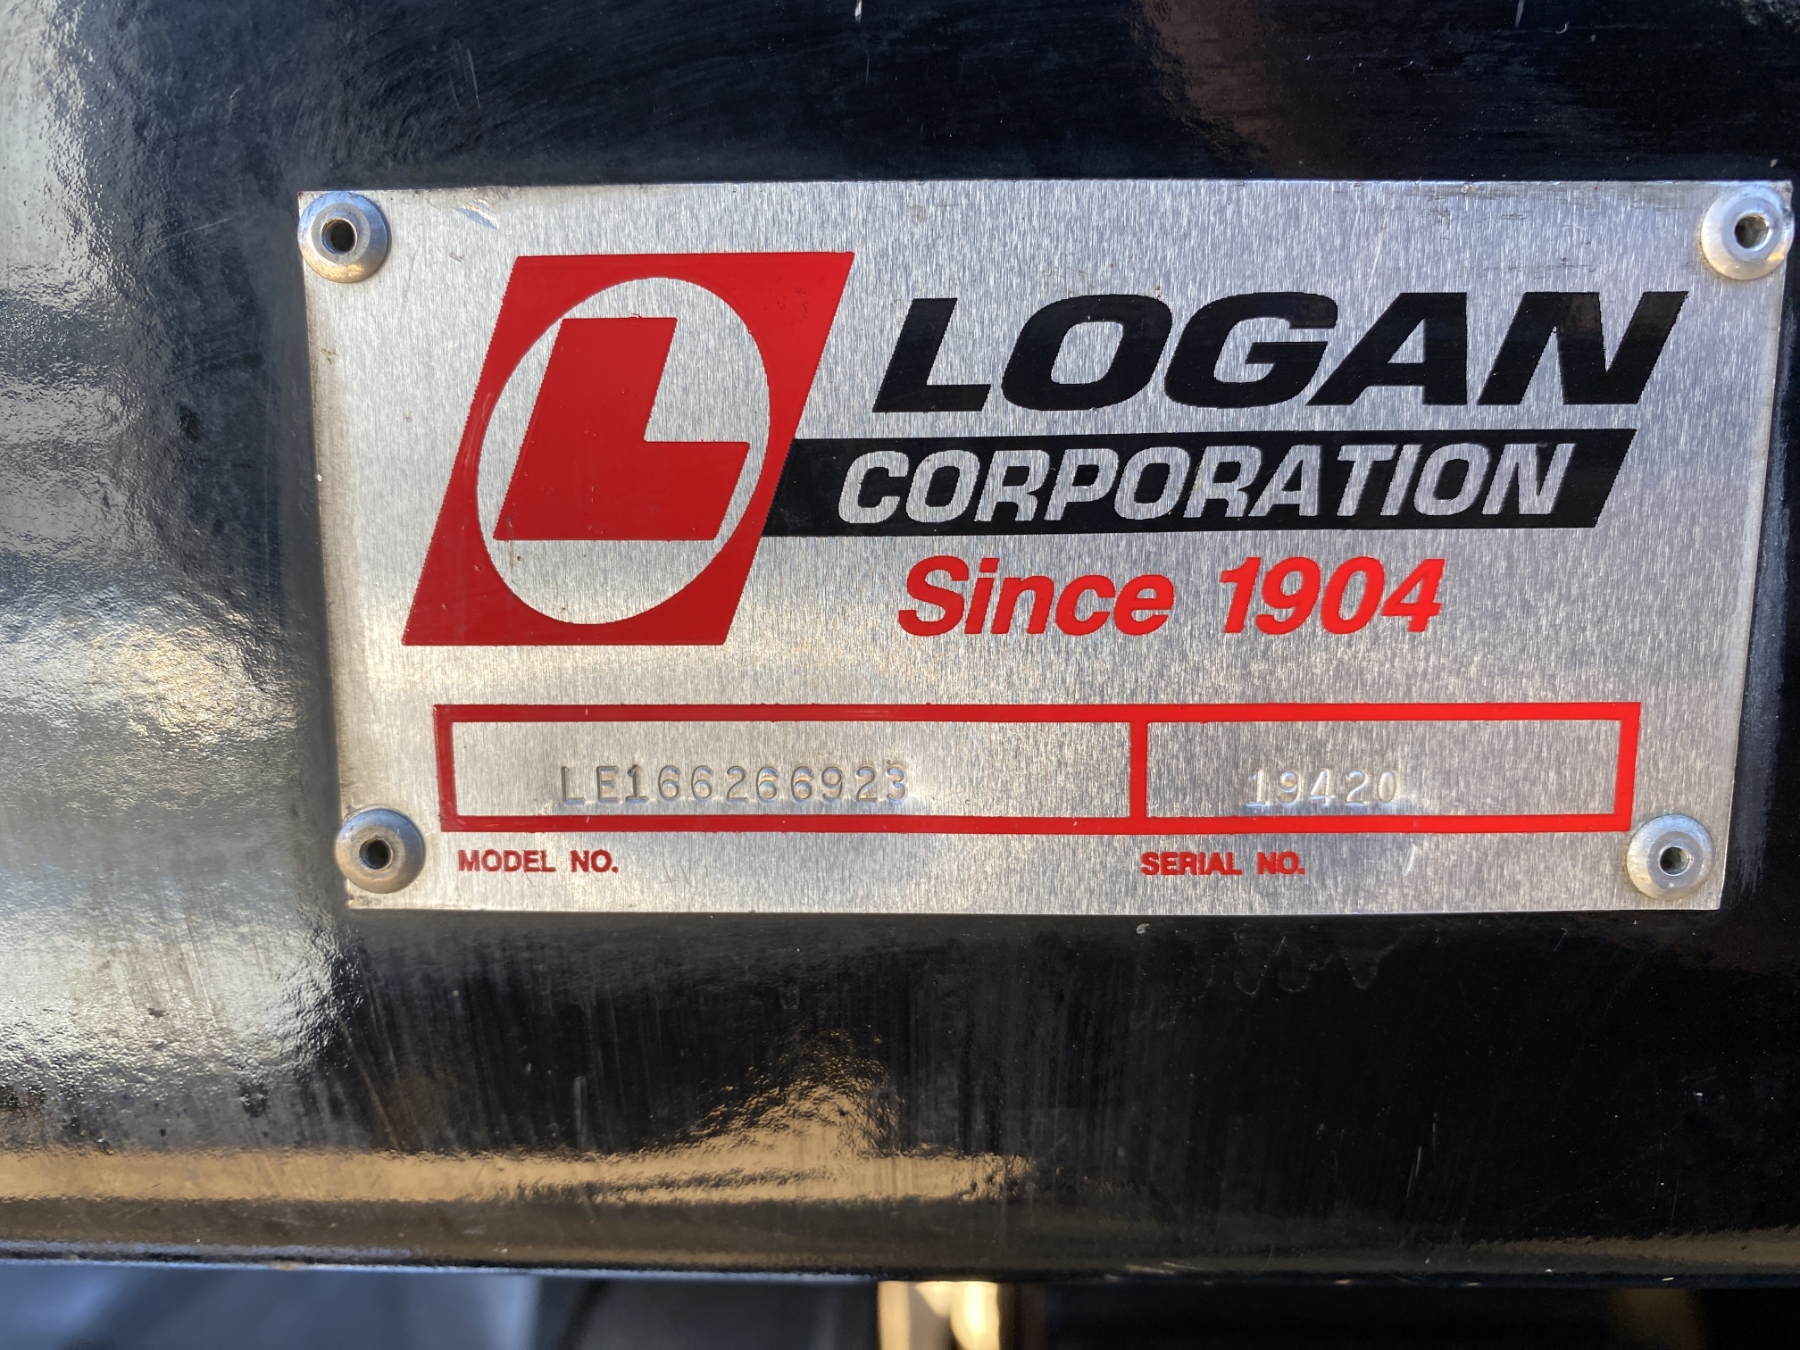 L
LOGAN
CORPORATION
Since 1904
LE166266923 19420
MODEL NO. SERIAL NO.